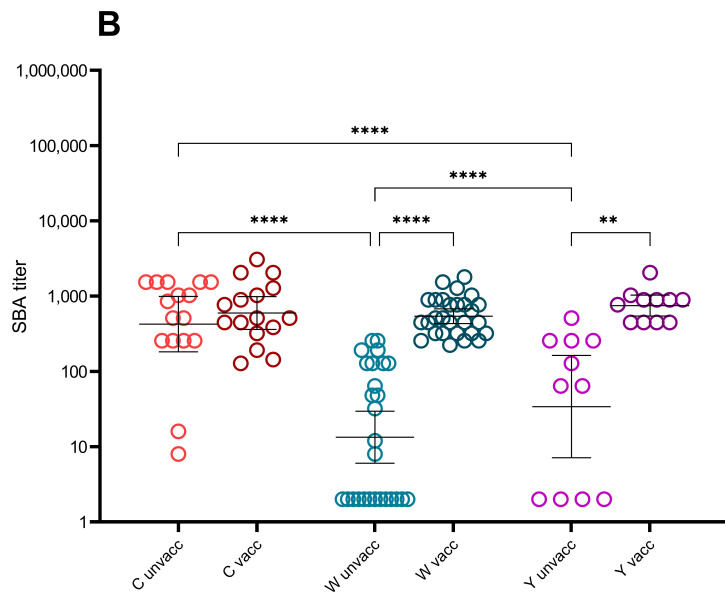 B
1,000,000
100,000
10,000
1,000
100
10
1
SBA titer
****
****
****
****
**
C unvacc
C vacc
W unvacc
W vacc
Y unvacc
Y vacc